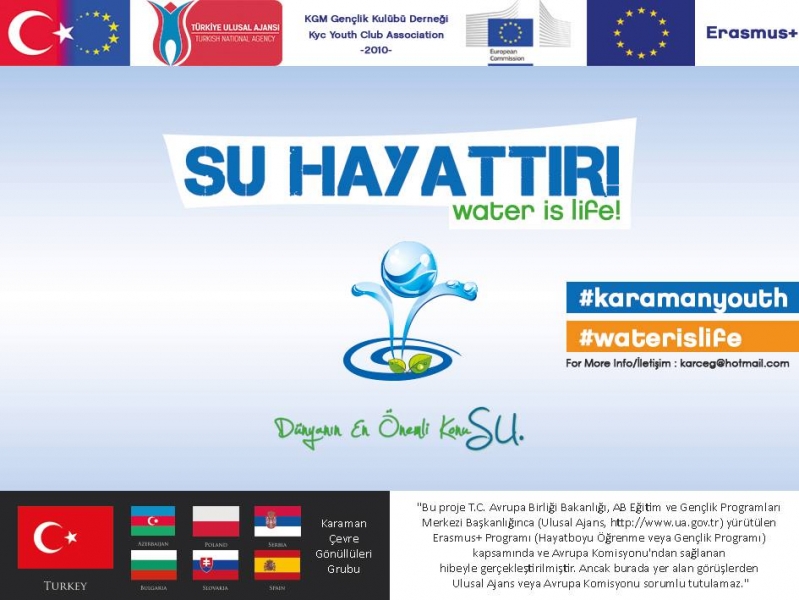 TÜRKİYE ULUSAL AJANSI
TURKISH NATIONAL AGENCY
KGM Gençlik Kulübü Derneği
Kyc Youth Club Association
-2010-
European
Commission
Erasmus+
SU HAYATTIR!
water is life!
#karamanyouth
#waterislife
For More Info/İletişim : karceg@hotmail.com
Dünyanın En Önemli KonuSU.
TURKEY
AZERBAIJAN
POLAND
SERBIA
BULGARIA
SLOVAKIA
SPAIN
Karaman
Çevre
Gönüllüleri
Grubu
"Bu proje T.C. Avrupa Birliği Bakanlığı, AB Eğitim ve Gençlik Programları
Merkezi Başkanlığınca (Ulusal Ajans, http://www.ua.gov.tr) yürütülen
Erasmus+ Programı (Hayatboyu Öğrenme veya Gençlik Programı)
kapsamında ve Avrupa Komisyonu'ndan sağlanan
hibeyle gerçekleştirilmiştir. Ancak burada yer alan görüşlerden
Ulusal Ajans veya Avrupa Komisyonu sorumlu tutulamaz."